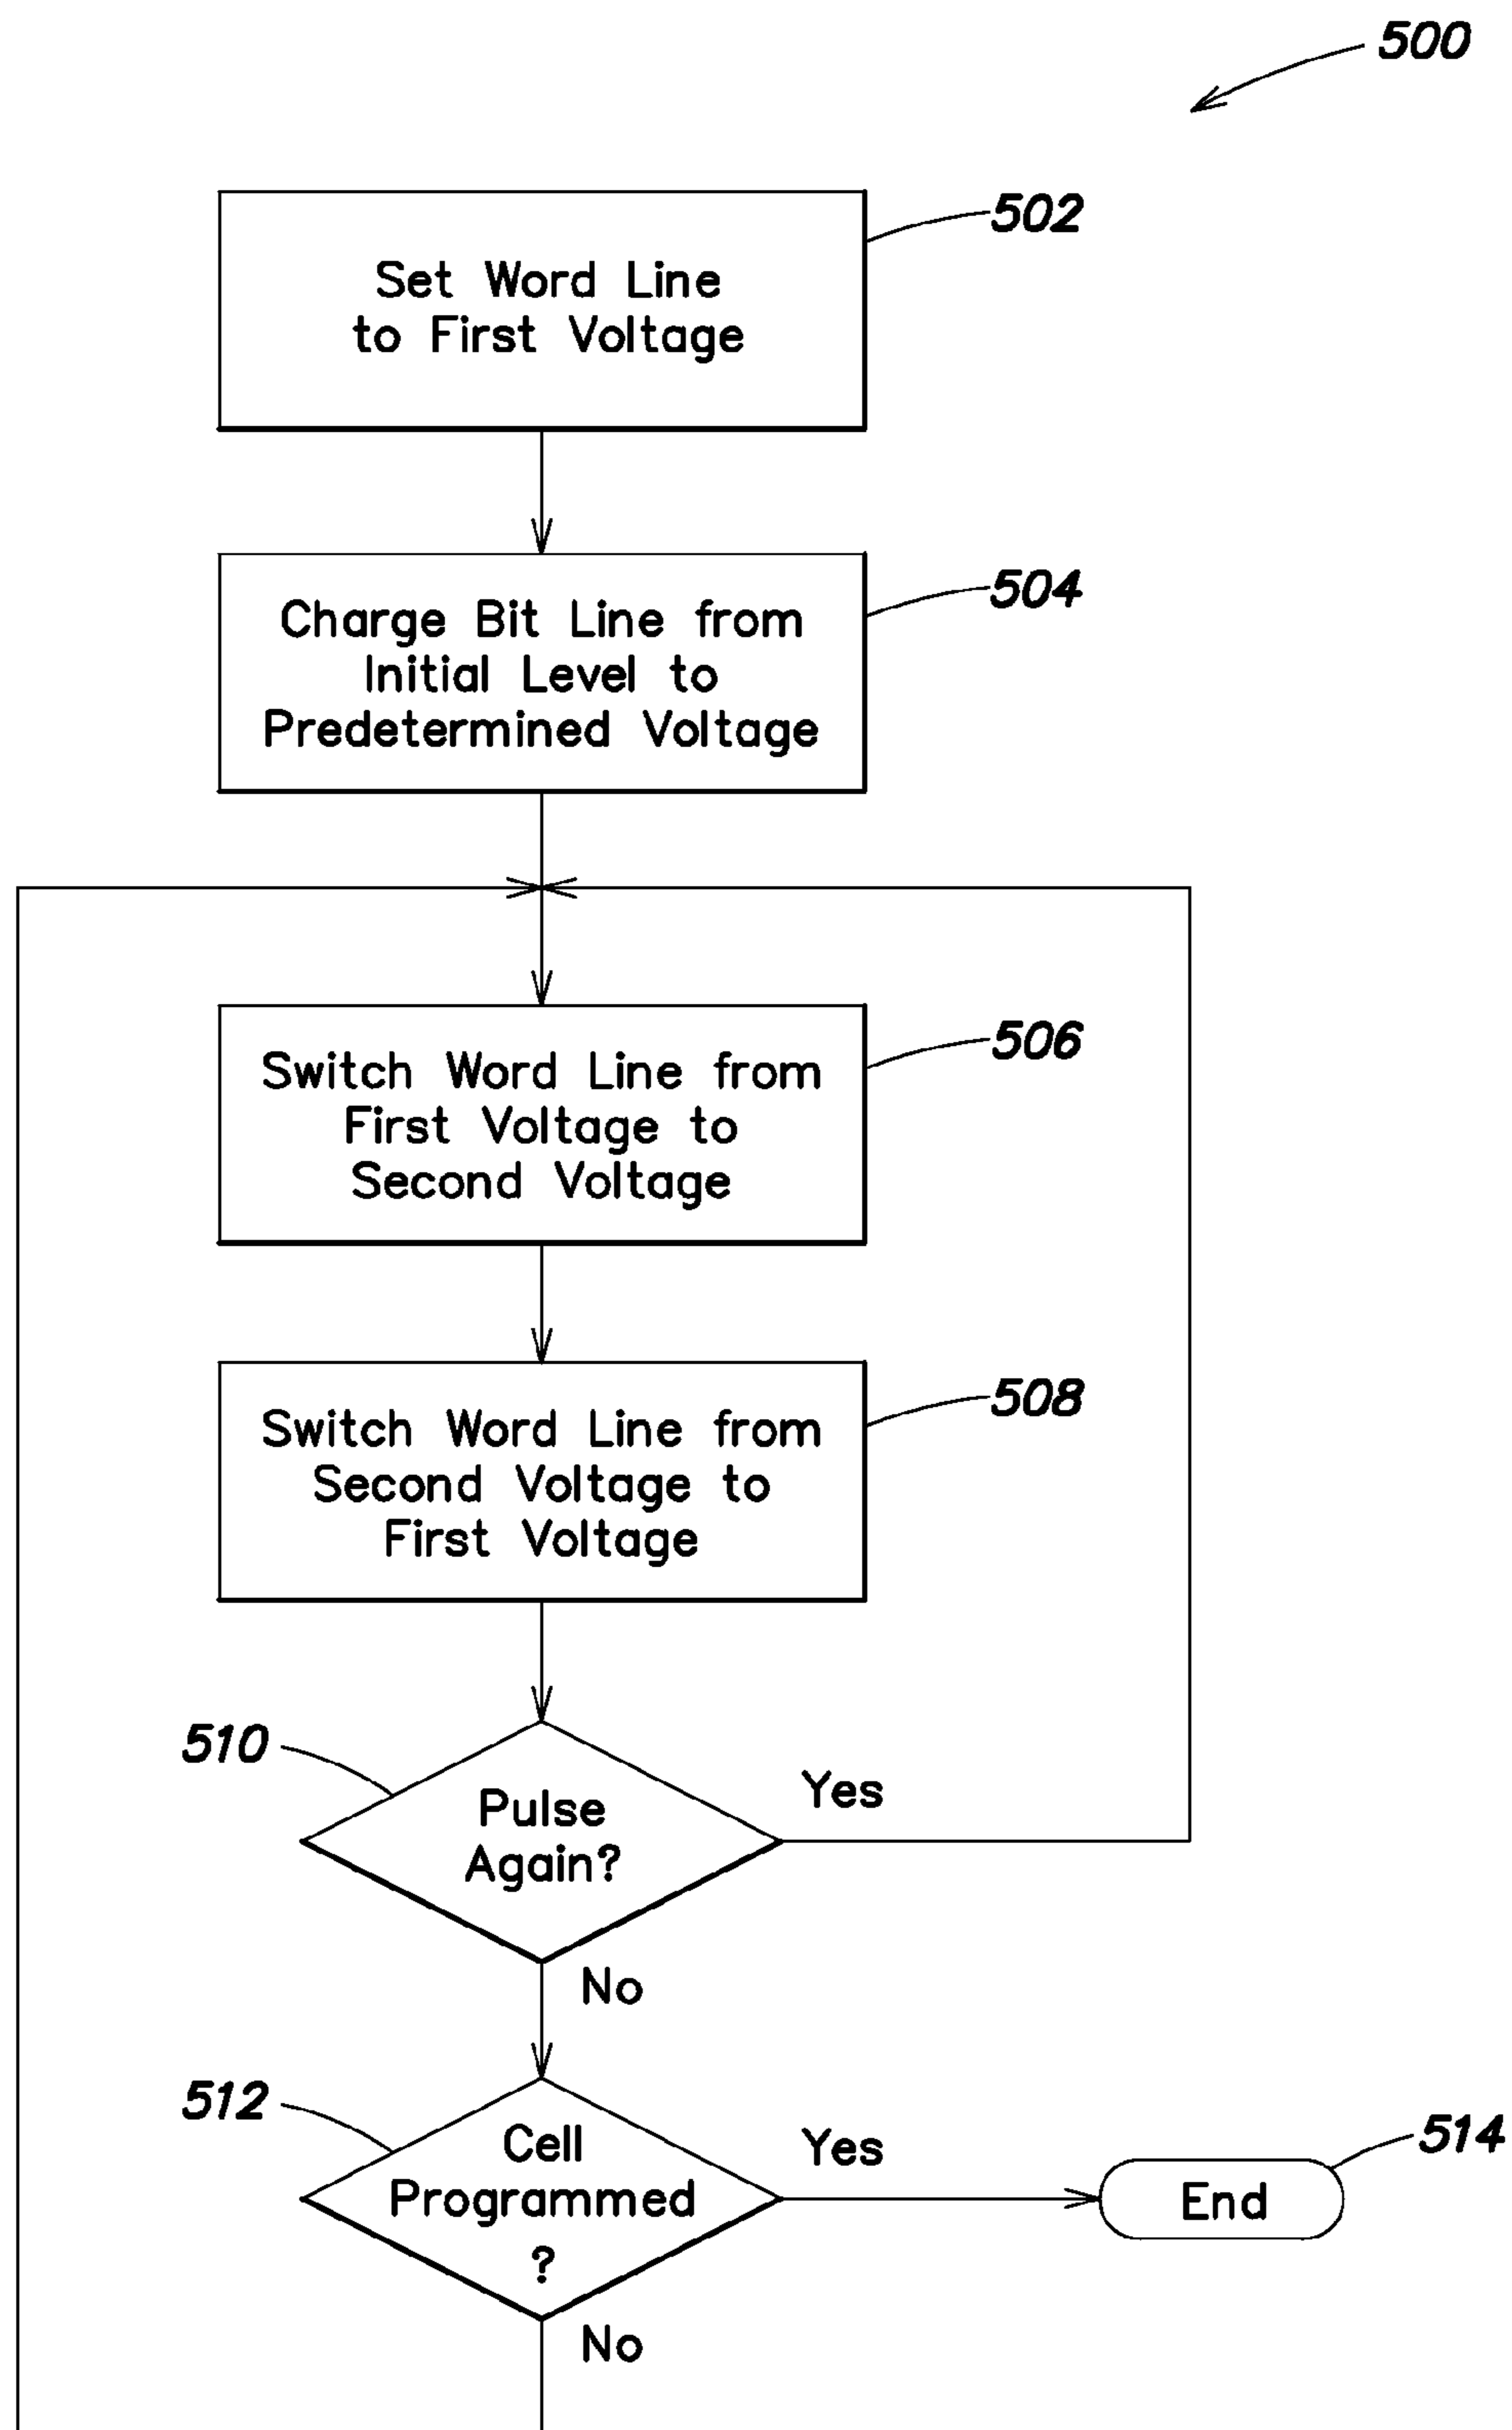 500
502
Set Word Line
to First Voltage
504
Charge Bit Line from
Initial Level to
Predetermined Voltage
506
Switch Word Line from
First Voltage to
Second Voltage
508
Switch Word Line from
Second Voltage to
First Voltage
510
Pulse
Again?
Yes
No
512
Cell
Programmed
?
Yes
514
End
No